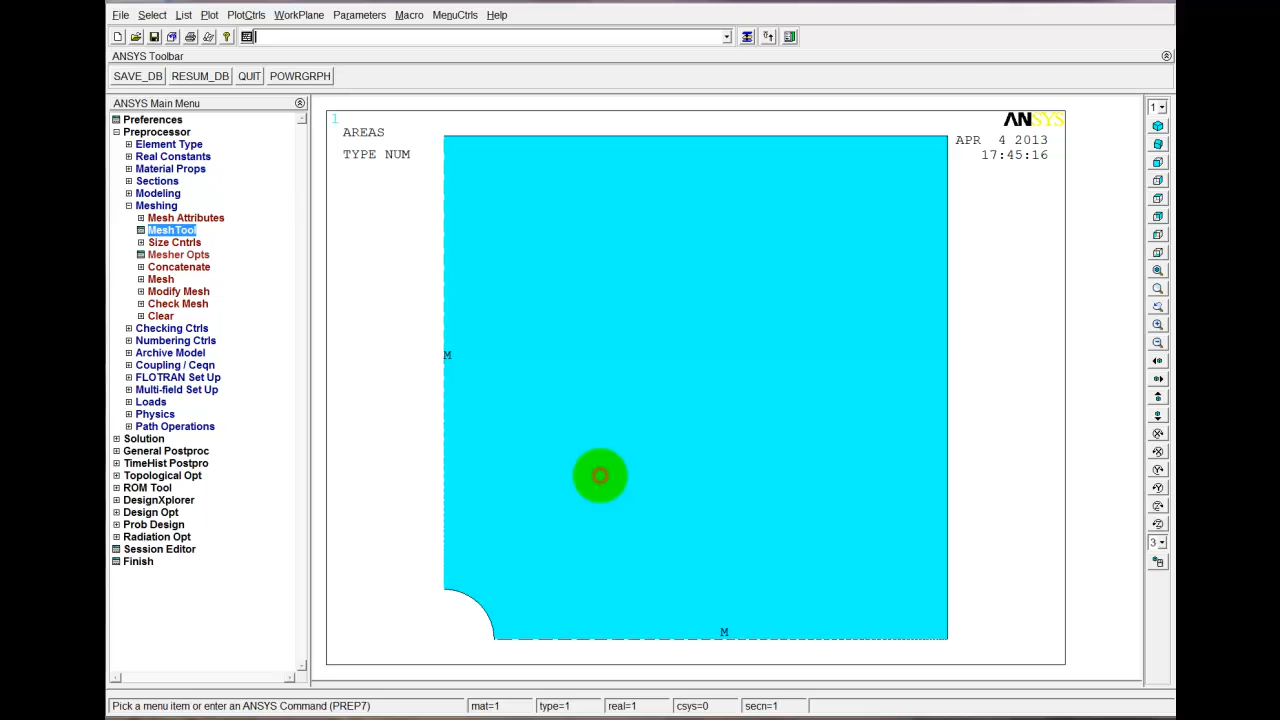 File Select List Plot PlotCtrls WorkPlane Parameters Macro MenuCtrls Help
ANSYS Toolbar
SAVE_DB RESUM_DB QUIT POWRGRPH
ANSYS Main Menu
Preferences
Preprocessor
Element Type
Real Constants
Material Props
Sections
Modeling
Meshing
Mesh Attributes
MeshTool
Size Cntrls
Mesher Opts
Concatenate
Mesh
Modify Mesh
Check Mesh
Clear
Checking Ctrls
Numbering Ctrls
Archive Model
Coupling / Ceqn
FLOTRAN Set Up
Multi-field Set Up
Loads
Physics
Path Operations
Solution
General Postproc
TimeHist Postpro
Topological Opt
ROM Tool
DesignXplorer
Design Opt
Prob Design
Radiation Opt
Session Editor
Finish
1
AREAS
TYPE NUM
ANSYS
APR 4 2013
17:45:16
M
M
1
3
Pick a menu item or enter an ANSYS Command (PREP7) mat=1 type=1 real=1 csys=0 secn=1